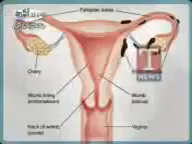 Fallopian tubes
Ovary
Womb lining
(endometrium)
Womb
(uterus)
Neck of womb
(cervix)
Vagina
T
NEWS